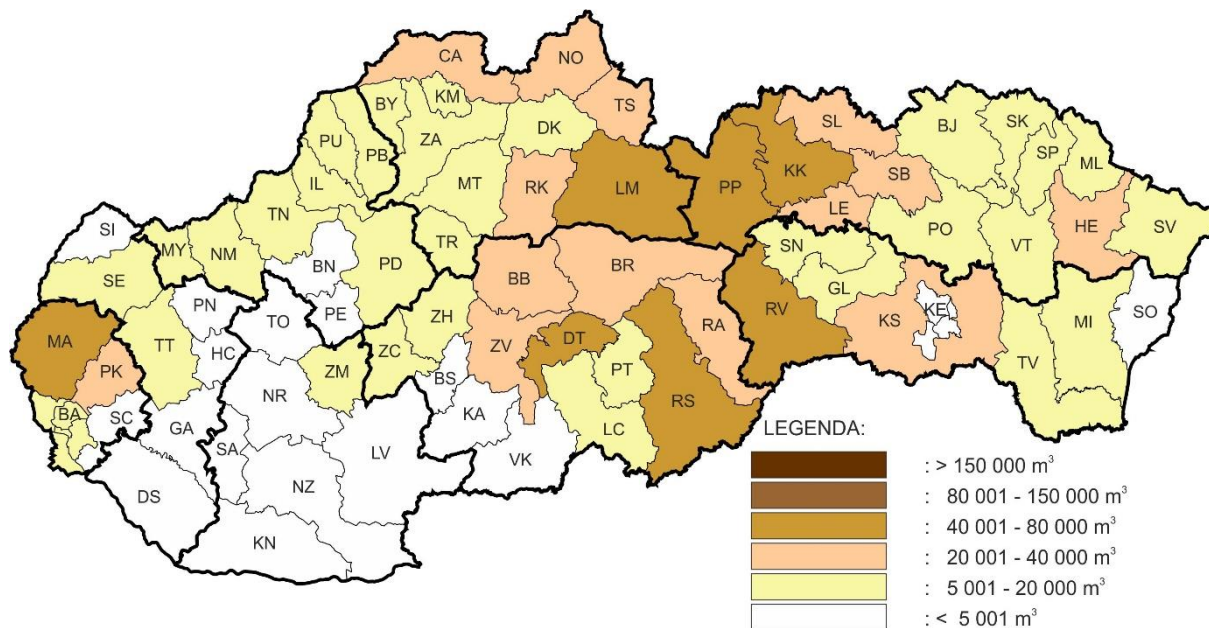 CA
NO
TS
BY
KM
ZA
DK
PU
PB
IL
MT
RK
LM
PP
KK
SL
SB
LE
BJ
SK
SP
ML
HE
SV
PO
VT
SI
MY
NM
TN
TR
SE
BN
PD
PN
PE
TO
BB
BR
SN
GL
RV
KS
KE
MI
SO
TV
MA
PK
TT
HC
ZH
ZC
ZM
ZV
DT
RA
PT
BS
NR
KA
RS
LC
BA
SC
GA
SA
LV
VK
NZ
DS
KN
LEGENDA:
: > 150 000 m³
: 80 001 - 150 000 m³
: 40 001 - 80 000 m³
: 20 001 - 40 000 m³
: 5 001 - 20 000 m³
: < 5 001 m³